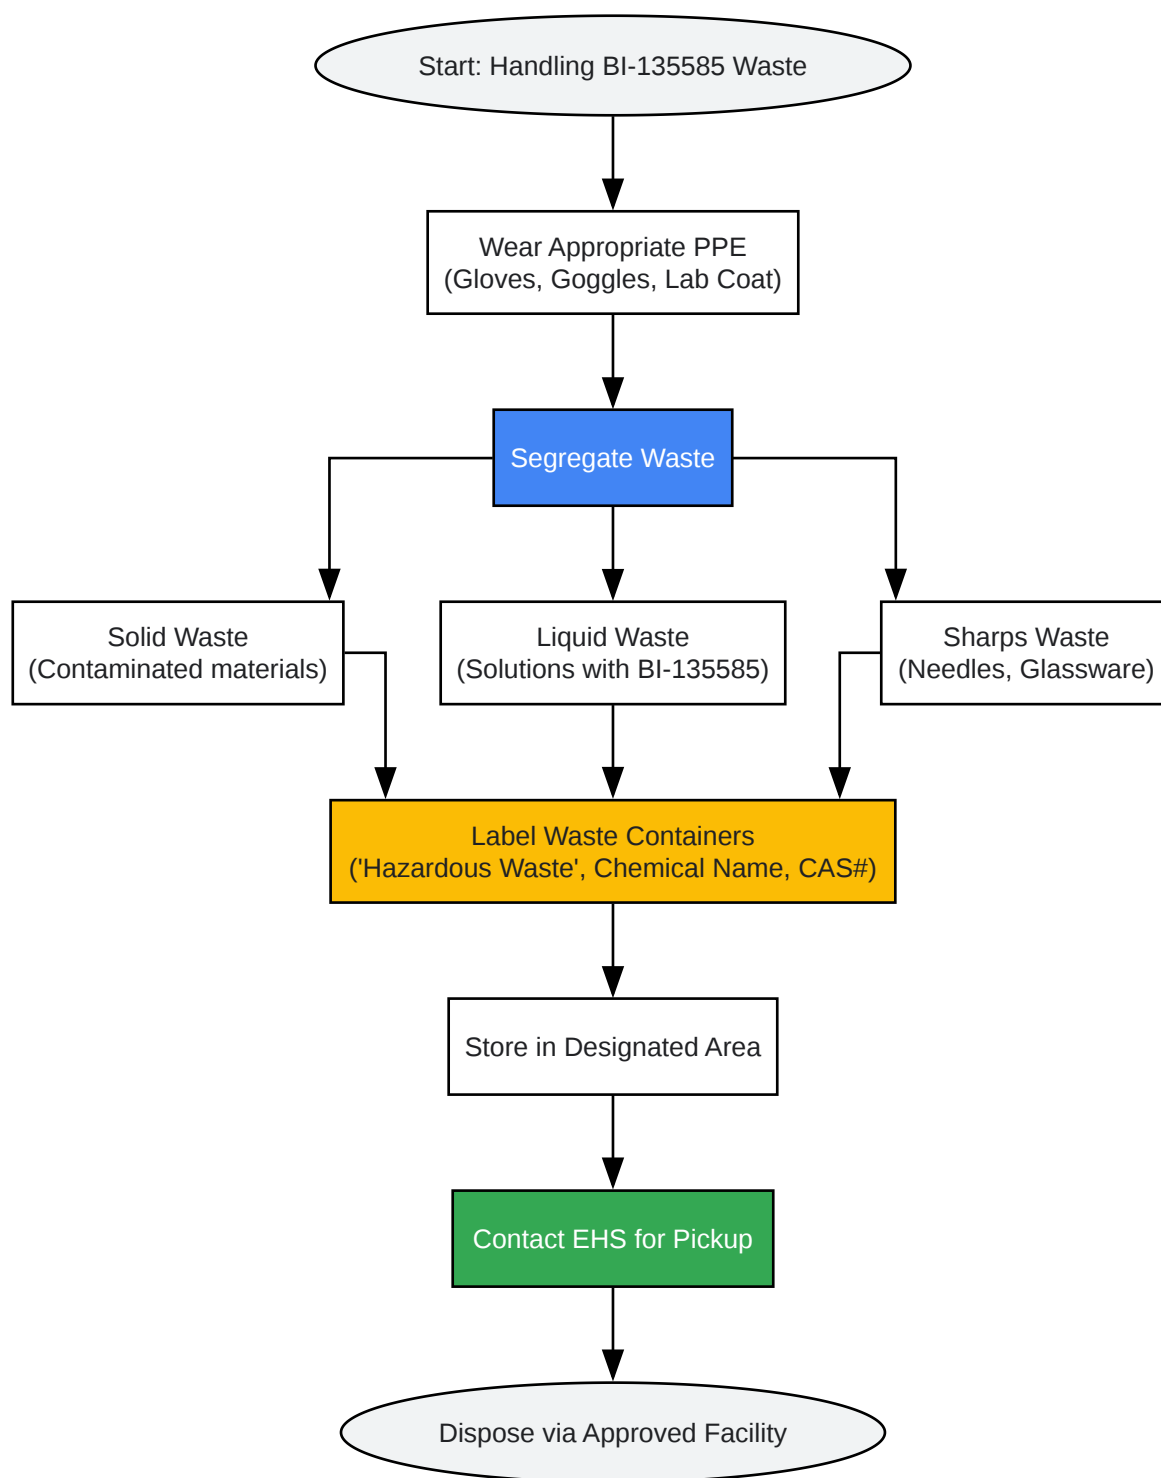 Start: Handling BI-135585 Waste
Wear Appropriate PPE
(Gloves, Goggles, Lab Coat)
Segregate Waste
Solid Waste
(Contaminated materials)
Liquid Waste
(Solutions with BI-135585)
Sharps Waste
(Needles, Glassware)
Label Waste Containers
('Hazardous Waste', Chemical Name, CAS#)
Store in Designated Area
Contact EHS for Pickup
Dispose via Approved Facility